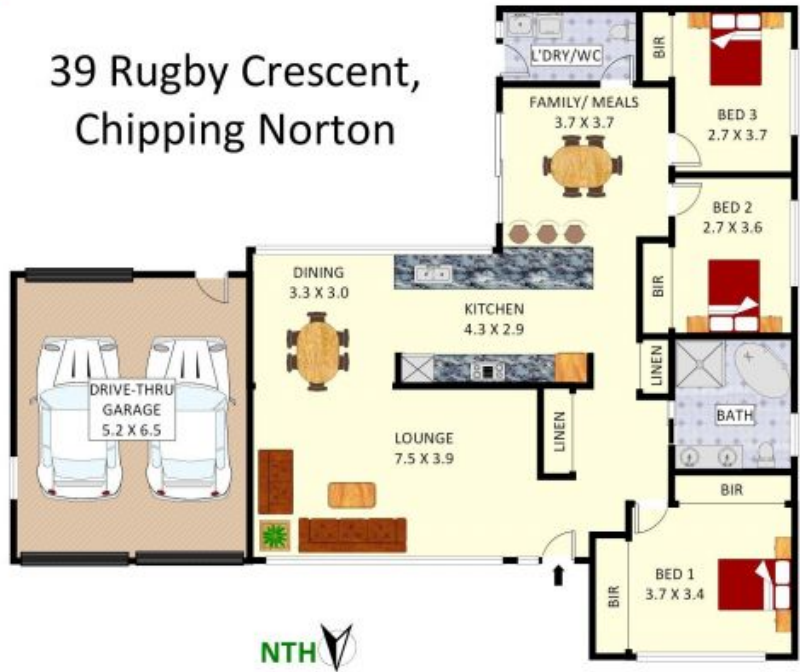 39 Rugby Crescent,
Chipping Norton
L'DRY/WC
BIR
BED 3
2.7 X 3.7
FAMILY/ MEALS
3.7 X 3.7
BED 2
2.7 X 3.6
BIR
DINING
3.3 X 3.0
KITCHEN
4.3 X 2.9
LINEN
DRIVE-THRU
GARAGE
5.2 X 6.5
LOUNGE
7.5 X 3.9
LINEN
BATH
BIR
BED 1
3.7 X 3.4
BIR
NTH